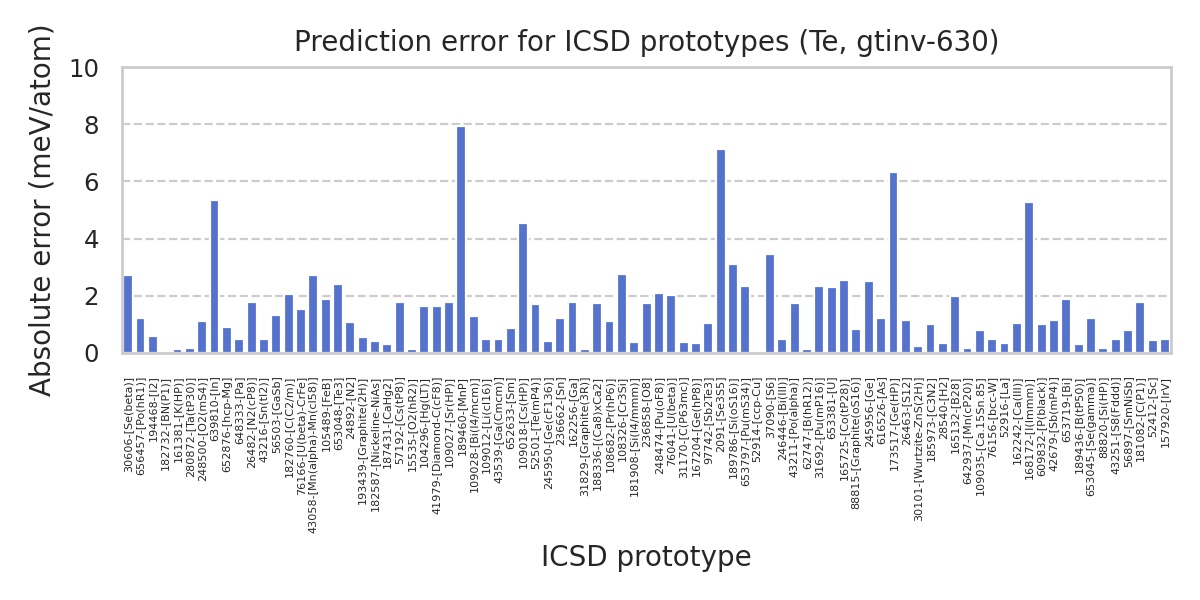 Prediction error for ICSD prototypes (Te, gtinv-630)
Absolute error (meV/atom)
10
8
6
4
2
0
30606-[Se(beta)]
656457-[Po(hR1)]
194468-[I2]
182732-[BN(P1)]
161381-[K(HP)]
280872-[Ta(tP30)]
248500-[O2(mS4)]
639810-[In]
652876-[hcp-Mg]
648333-[Pa]
26482-[N2(cP8)]
43216-[Sn(tI2)]
56503-[GaSb]
182760-[C(C2/m)]
76166-[U(beta)-CrFe]
43058-[Mn(alpha)-Mn(cI58)]
105489-[FeB]
653048-[Te3]
24892-[N2]
193439-[Graphite(2H)]
182587-[Nickeline-NiAs]
187431-[CaHg2]
57192-[Cs(tP8)]
15535-[O2(hR2)]
104296-[Hg(LT)]
41979-[Diamond-C(cF8)]
109027-[Sr(HP)]
189460-[MnP]
109028-[Bi(I4/mcm)]
109012-[Li(cI16)]
43539-[Ga(Cmcm)]
652633-[Sm]
109018-[Cs(HP)]
52501-[Te(mP4)]
245950-[Ge(cF136)]
236662-[Sn]
162256-[Ga]
31829-[Graphite(3R)]
188336-[(Ca8)xCa2]
108682-[Pr(hP6)]
108326-[Cr3Si]
181908-[Si(I4/mmm)]
236858-[O8]
248474-[Pu(oF8)]
76041-[U(beta)]
31170-[C(P63mc)]
167204-[Ge(hP8)]
97742-[Sb2Te3]
2091-[Se3S5]
189786-[Si(oS16)]
653797-[Pu(mS34)]
52914-[ccp-Cu]
37090-[S6]
246446-[Bi(III)]
43211-[Po(alpha)]
62747-[B(hR12)]
31692-[Pu(mP16)]
653381-[U]
165725-[Co(tP28)]
88815-[Graphite(oS16)]
245956-[Ge]
616526-[As]
173517-[Ge(HP)]
264663-[S12]
30101-[Wurtzite-ZnS(2H)]
185973-[C3N2]
28540-[H2]
165132-[B28]
642937-[Mn(cP20)]
109035-[Ca.15Sn.85]
76156-[bcc-W]
52916-[La]
162242-[Ca(III)]
168172-[I(Immm)]
609832-[P(black)]
42679-[Sb(mP4)]
653719-[Bi]
189436-[B(tP50)]
653045-[Se(gamma)]
88820-[Si(HP)]
43251-[S8(Fddd)]
56897-[SmNiSb]
181082-[C(P1)]
52412-[Sc]
157920-[IrV]
ICSD prototype